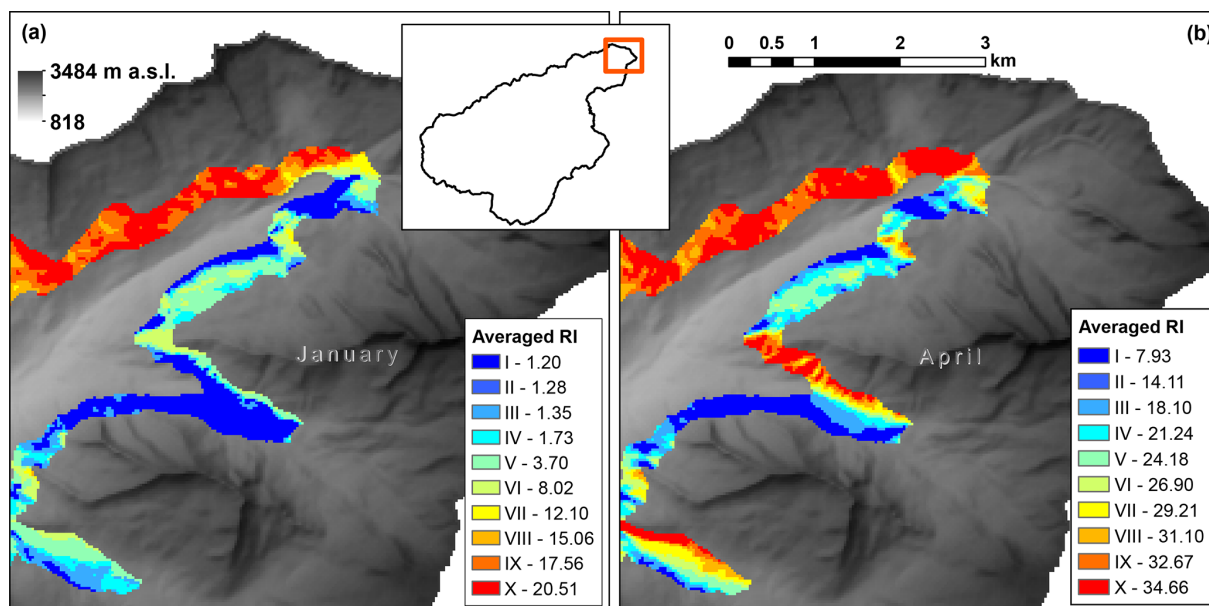 (a)
3484 m a.s.l.
818
January
Averaged RI
I - 1.20
II - 1.28
III - 1.35
IV - 1.73
V - 3.70
VI - 8.02
VII - 12.10
VIII - 15.06
IX - 17.56
X - 20.51
(b)
0 0.5 1 2 3
km
April
Averaged RI
I - 7.93
II - 14.11
III - 18.10
IV - 21.24
V - 24.18
VI - 26.90
VII - 29.21
VIII - 31.10
IX - 32.67
X - 34.66